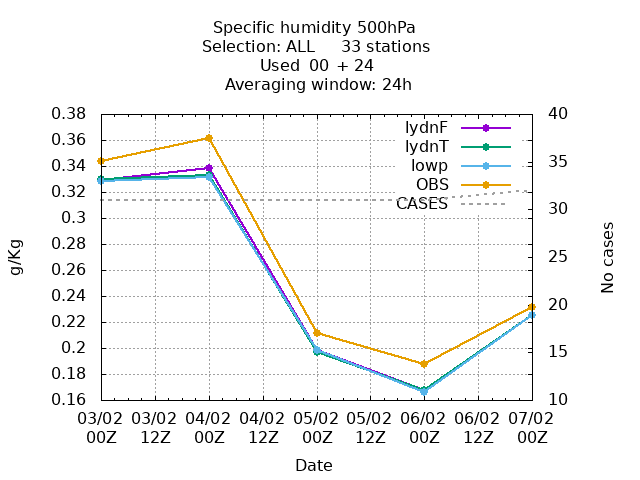 Specific humidity 500hPa
Selection: ALL 33 stations
Used 00 + 24
Averaging window: 24h
0.38
0.36
0.34
0.32
0.3
0.28
0.26
0.24
0.22
0.2
0.18
0.16
g/Kg
lydnF
lydnT
lowp
OBS
CASES
40
35
30
25
20
15
10
No cases
03/02 03/02 04/02 04/02 05/02 05/02 06/02 06/02 07/02
00Z 12Z 00Z 12Z 00Z 12Z 00Z 12Z 00Z
Date